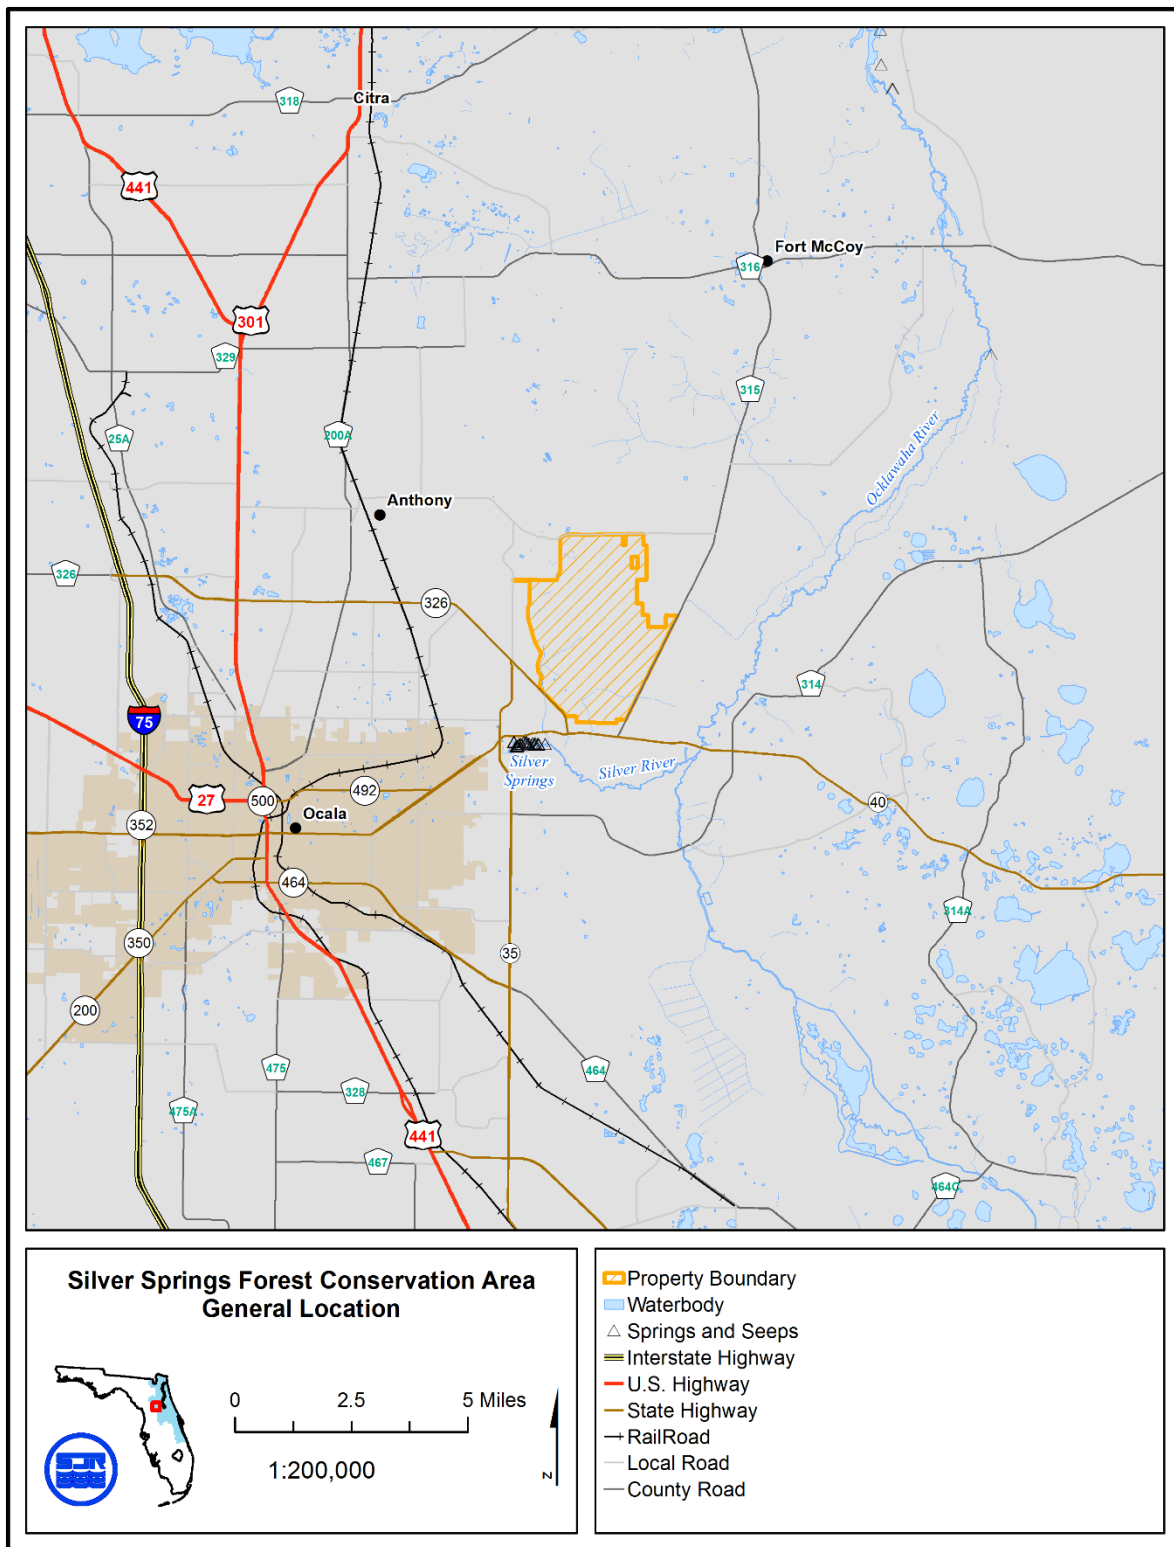 Citra
318
441
Fort McCoy
316
301
329
315
200A
25A
Ocklawaha River
Anthony
326
326
314
75
Silver
Springs
Silver River
27
500
492
40
352
Ocala
464
314A
350
35
200
475
464
328
475A
441
467
464C
Silver Springs Forest Conservation Area
General Location
0 2.5 5 Miles
1:200,000
N
SJR
Property Boundary
Waterbody
Springs and Seeps
Interstate Highway
U.S. Highway
State Highway
RailRoad
Local Road
County Road